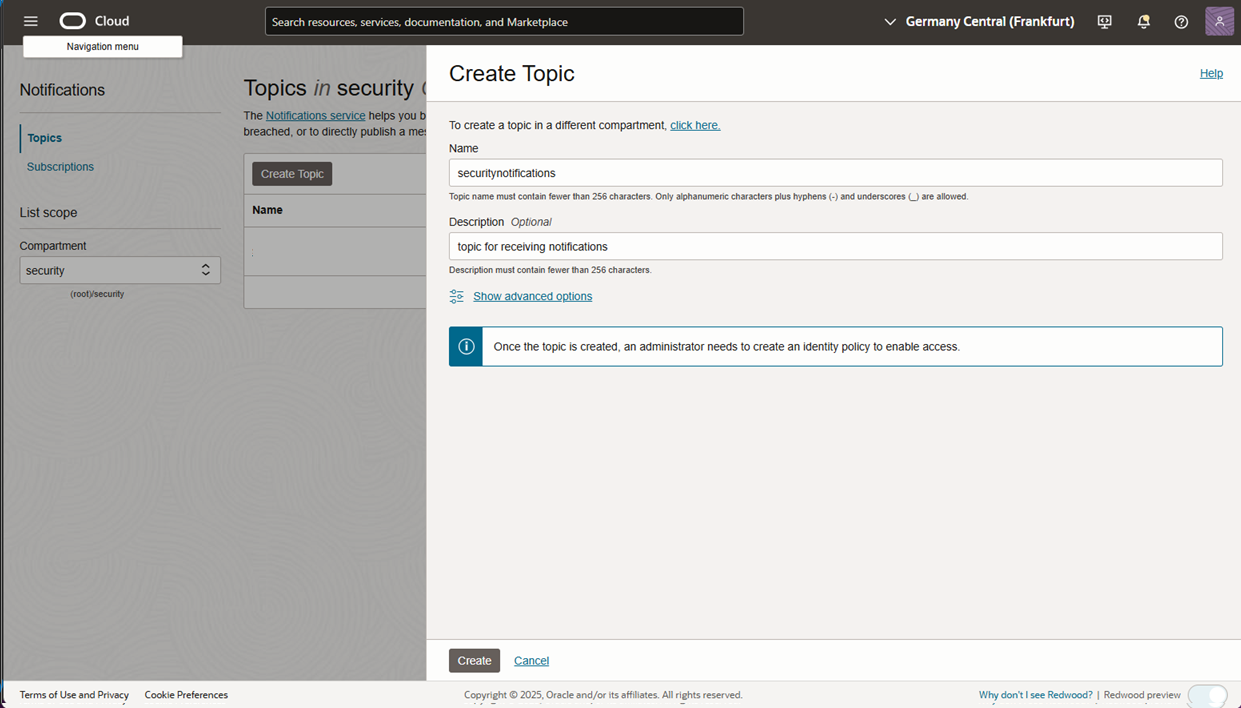 Cloud
Search resources, services, documentation, and Marketplace
Germany Central (Frankfurt)
Navigation menu
Notifications
Topics
Subscriptions
List scope
Compartment
security
(root)/security
Topics in security
The Notifications service helps you b
breached, or to directly publish a me
Create Topic
Name
Create Topic
Help
To create a topic in a different compartment, click here.
Name
securitynotifications
Topic name must contain fewer than 256 characters. Only alphanumeric characters plus hyphens (-) and underscores (_) are allowed.
Description Optional
topic for receiving notifications
Description must contain fewer than 256 characters.
Show advanced options
Once the topic is created, an administrator needs to create an identity policy to enable access.
Create Cancel
Terms of Use and Privacy Cookie Preferences
Copyright © 2025, Oracle and/or its affiliates. All rights reserved.
Why don't I see Redwood? | Redwood preview